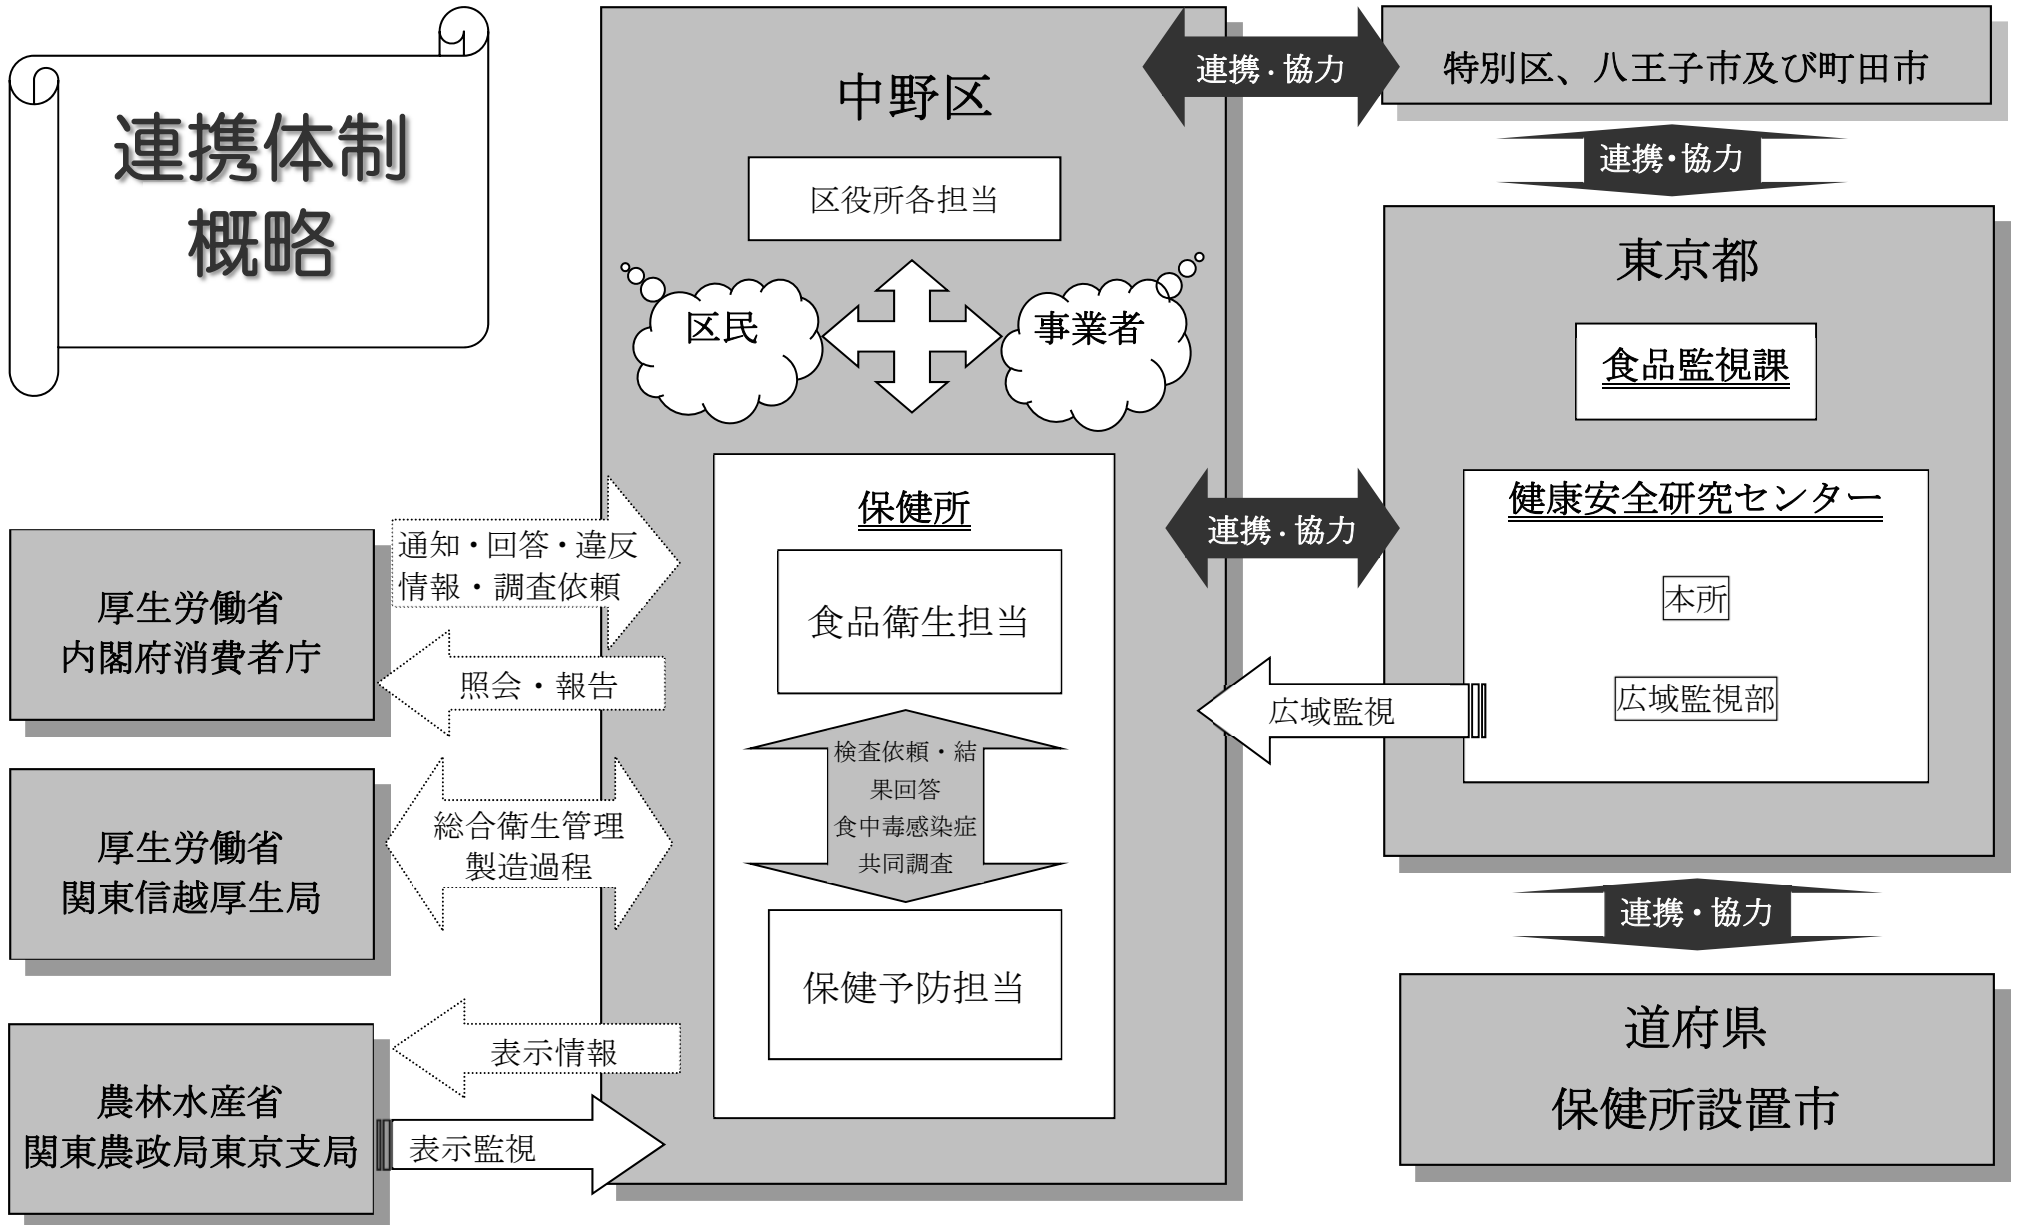 連携体制
概略
中野区
区役所各担当
区民
事業者
保健所
食品衛生担当
検査依頼・結
果回答
食中毒感染症
共同調査
保健予防担当
連携・協力
特別区、八王子市及び町田市
連携・協力
東京都
食品監視課
健康安全研究センター
本所
広域監視部
連携・協力
広域監視
連携・協力
道府県
保健所設置市
厚生労働省
内閣府消費者庁
通知・回答・違反
情報・調査依頼
照会・報告
厚生労働省
関東信越厚生局
総合衛生管理
製造過程
農林水産省
関東農政局東京支局
表示情報
表示監視